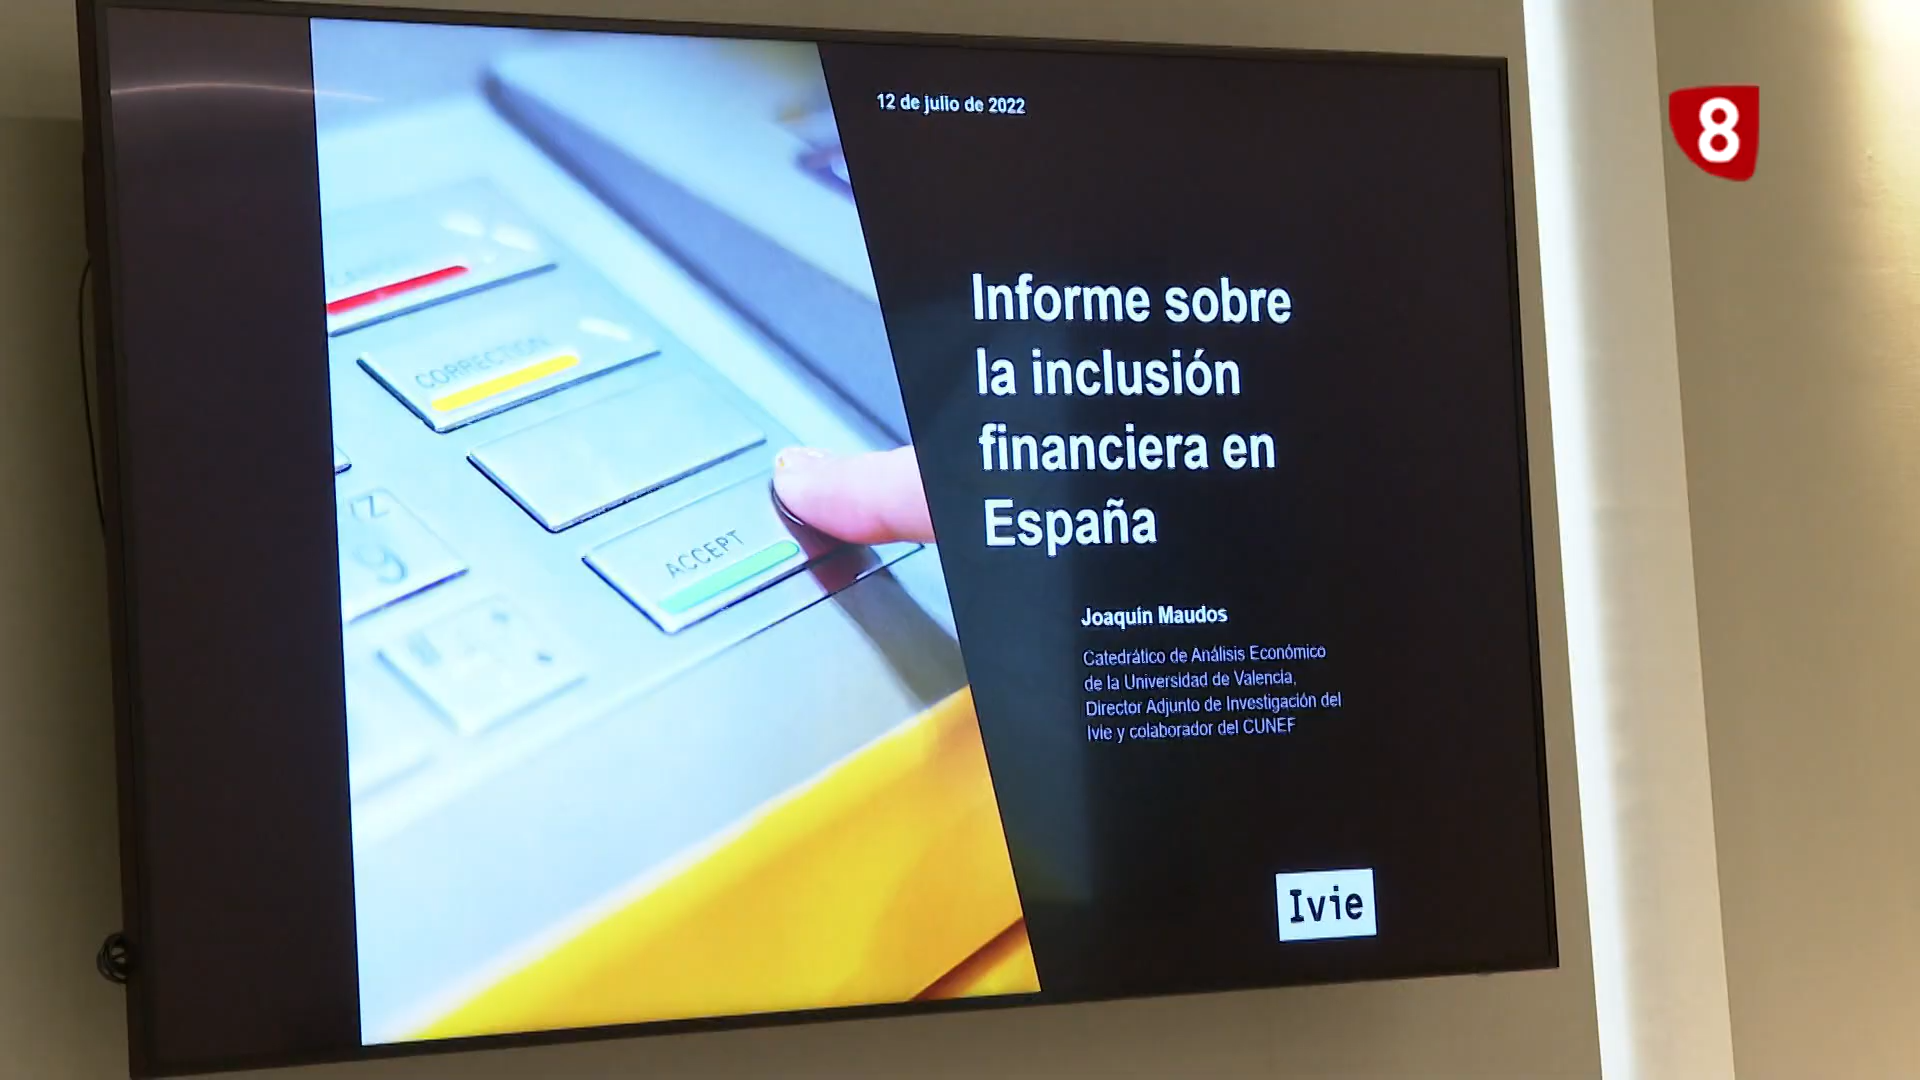 12 de julio de 2022
8
Informe sobre
la inclusión
financiera en
España
CORRECTION
9
ACCEPT
Joaquín Maudos
Catedrático de Análisis Económico
de la Universidad de Valencia,
Director Adjunto de Investigación del
Ivie y colaborador del CUNEF
Ivie